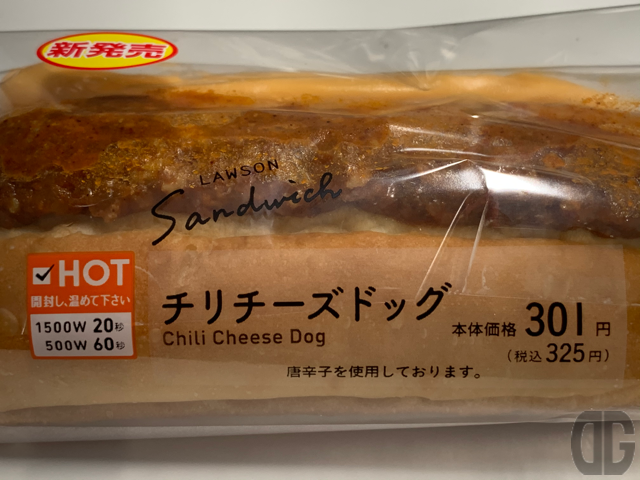 新発売
LAWSON
Sandwich
HOT
開封し、温めて下さい
1500W 20秒
500W 60秒
チリチーズドッグ
Chili Cheese Dog
本体価格 301円
(税込 325円)
唐辛子を使用しております。
DG